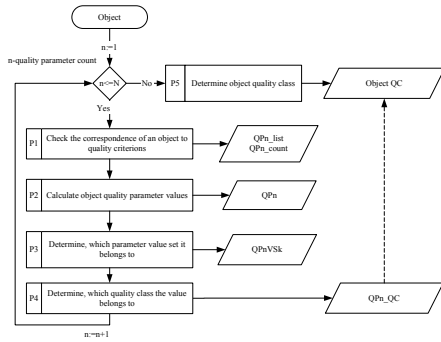 Object
n:=1
n-quality parameter count
n<=N
No
P5
Determine object quality class
Object QC
Yes
P1
Check the correspondence of an object to
quality criterions
QPn_list
QPn_count
P2
Calculate object quality parameter values
QPn
P3
Determine, which parameter value set it
belongs to
QPnVSk
P4
Determine, which quality class the value
belongs to
QPn_QC
n:=n+1